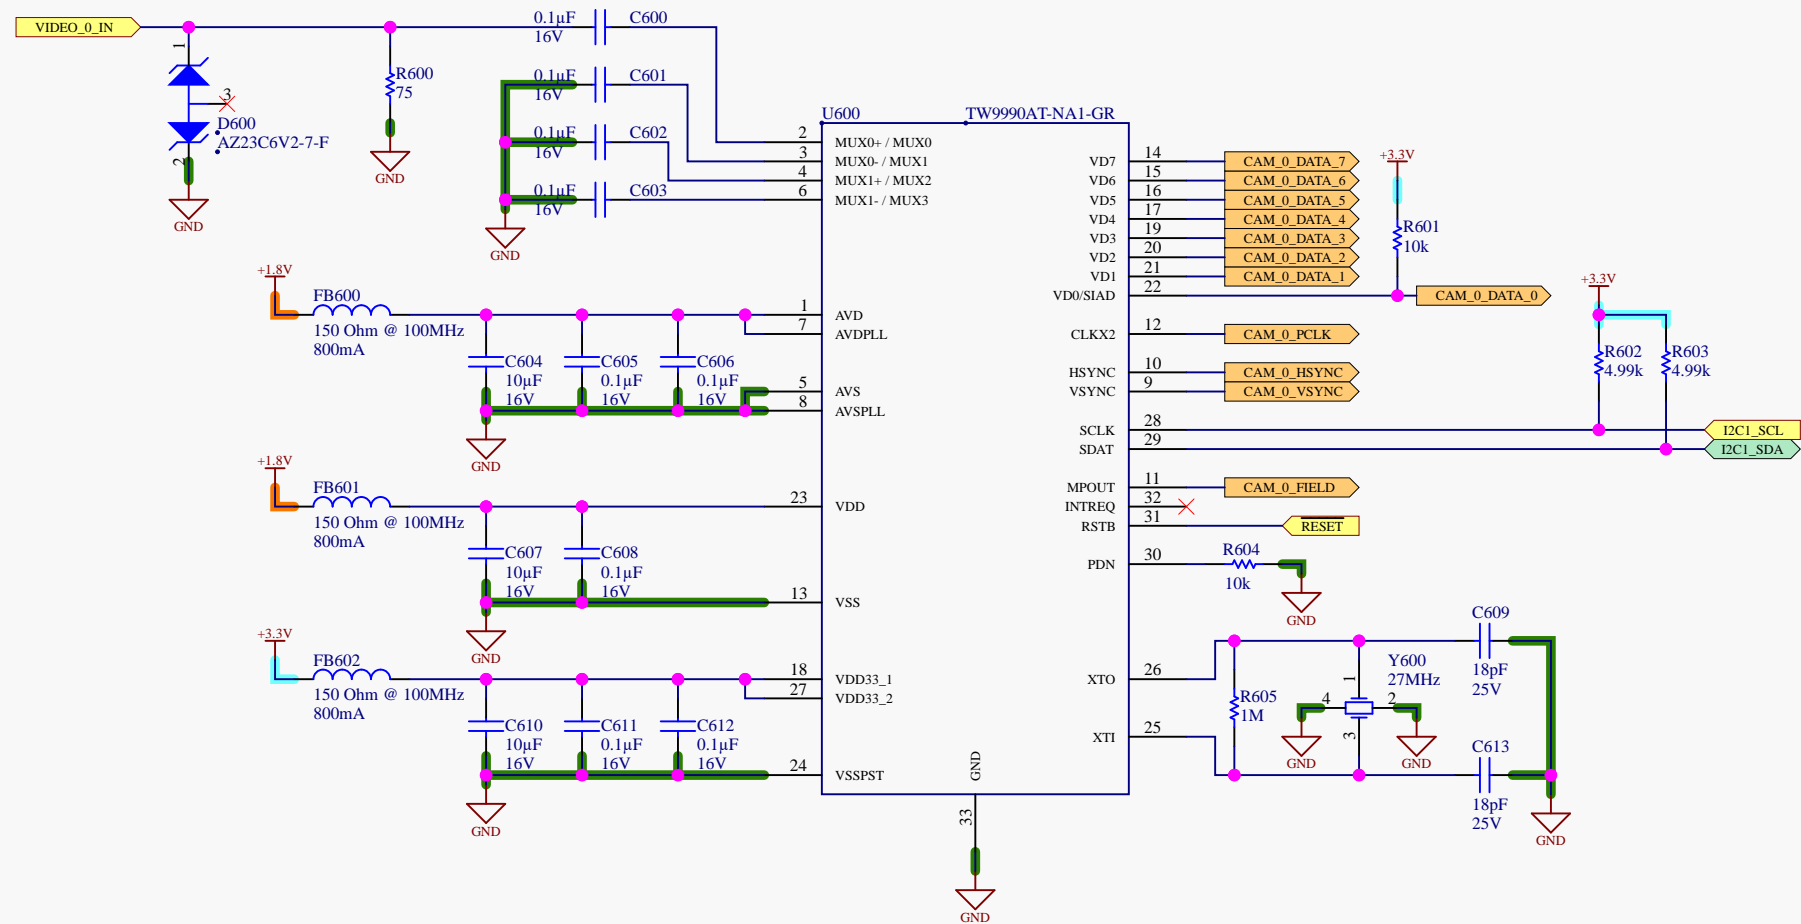 VIDEO_0_IN
1
3
D600
AZ23C6V2-7-F
2
GND
R600
75
GND
0.1µF
16V
C600
0.1µF
16V
C601
0.1µF
16V
C602
0.1µF
16V
C603
GND
U600
TW9990AT-NA1-GR
2
MUX0+ / MUX0
3
MUX0- / MUX1
4
MUX1+ / MUX2
6
MUX1- / MUX3
+1.8V
FB600
150 Ohm @ 100MHz
800mA
C604
10µF
16V
C605
0.1µF
16V
C606
0.1µF
16V
GND
1
AVD
7
AVDPLL
5
AVS
8
AVSPLL
+1.8V
FB601
150 Ohm @ 100MHz
800mA
C607
10µF
16V
C608
0.1µF
16V
GND
23
VDD
13
VSS
+3.3V
FB602
150 Ohm @ 100MHz
800mA
C610
10µF
16V
C611
0.1µF
16V
C612
0.1µF
16V
GND
18
VDD33_1
27
VDD33_2
24
VSSPST
GND
33
GND
VD7
14
CAM_0_DATA_7
VD6
15
CAM_0_DATA_6
VD5
16
CAM_0_DATA_5
VD4
17
CAM_0_DATA_4
VD3
19
CAM_0_DATA_3
VD2
20
CAM_0_DATA_2
VD1
21
CAM_0_DATA_1
VD0/SIAD
22
CAM_0_DATA_0
+3.3V
R601
10k
CLKX2
12
CAM_0_PCLK
HSYNC
10
CAM_0_HSYNC
VSYNC
9
CAM_0_VSYNC
+3.3V
R602
4.99k
R603
4.99k
SCLK
28
I2C1_SCL
SDAT
29
I2C1_SDA
MPOUT
11
CAM_0_FIELD
INTREQ
32
RSTB
31
RESET
PDN
30
R604
10k
GND
XTO
26
XTI
25
R605
1M
Y600
27MHz
1
4
2
3
GND
GND
C609
18pF
25V
C613
18pF
25V
GND